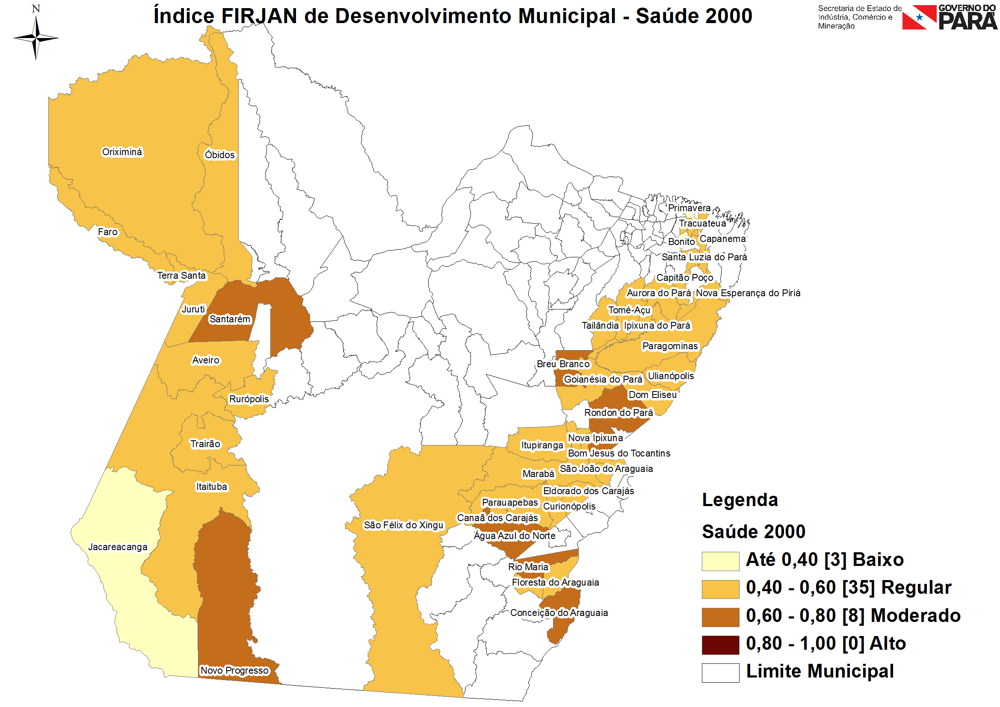 Índice FIRJAN de Desenvolvimento Municipal - Saúde 2000
Secretaria de Estado de
Indústria, Comércio e
Mineração
GOVERNO DO
PARÁ
N
Oriximiná
Óbidos
Primavera
Tracuateua
Faro
Capanema
Bonito
Santa Luzia do Pará
Terra Santa
Capitão Poço
Aurora do Pará
Nova Esperança do Piriá
Juruti
Tomé-Açu
Santarém
Tailândia
Ipixuna do Pará
Paragominas
Aveiro
Breu Branco
Ulianópolis
Goianésia do Pará
Dom Eliseu
Rurópolis
Rondon do Pará
Nova Ipixuna
Trairão
Itupiranga
Bom Jesus do Tocantins
São João do Araguaia
Marabá
Itaituba
Eldorado dos Carajás
Parauapebas
Curionópolis
Canaã dos Carajás
São Félix do Xingu
Água Azul do Norte
Jacareacanga
Rio Maria
Floresta do Araguaia
Conceição do Araguaia
Novo Progresso
Legenda
Saúde 2000
Até 0,40 [3] Baixo
0,40 - 0,60 [35] Regular
0,60 - 0,80 [8] Moderado
0,80 - 1,00 [0] Alto
Limite Municipal